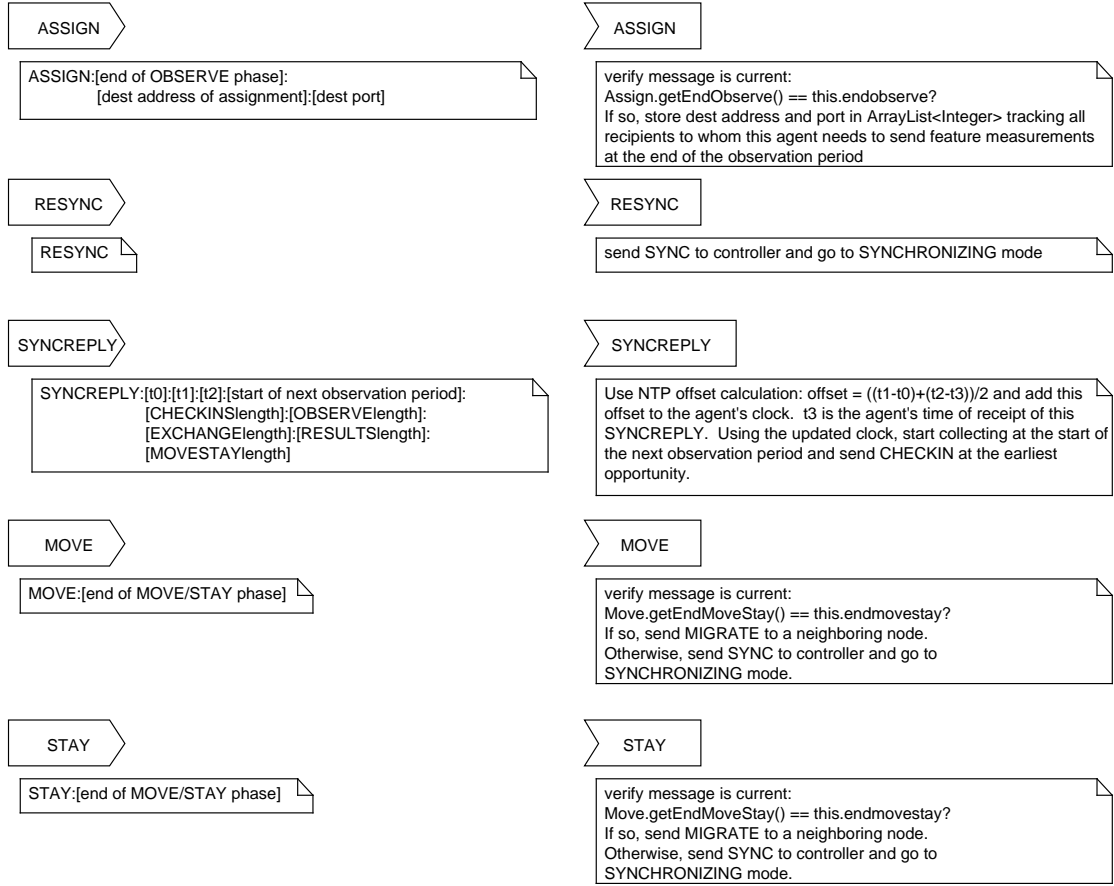 ASSIGN
ASSIGN
ASSIGN:[end of OBSERVE phase]:
[dest address of assignment]:[dest port]
verify message is current:
Assign.getEndObserve() == this.endobserve?
If so, store dest address and port in ArrayList<Integer> tracking all
recipients to whom this agent needs to send feature measurements
at the end of the observation period
RESYNC
RESYNC
RESYNC
send SYNC to controller and go to SYNCHRONIZING mode
SYNCREPLY
SYNCREPLY
SYNCREPLY:[t0]:[t1]:[t2]:[start of next observation period]:
[CHECKINSlength]:[OBSERVElength]:
[EXCHANGElength]:[RESULTSlength]:
[MOVESTAYlength]
Use NTP offset calculation: offset = ((t1-t0)+(t2-t3))/2 and add this
offset to the agent's clock.  t3 is the agent's time of receipt of this
SYNCREPLY.  Using the updated clock, start collecting at the start of
the next observation period and send CHECKIN at the earliest
opportunity.
MOVE
MOVE
MOVE:[end of MOVE/STAY phase]
verify message is current:
Move.getEndMoveStay() == this.endmovestay?
If so, send MIGRATE to a neighboring node.
Otherwise, send SYNC to controller and go to
SYNCHRONIZING mode.
STAY
STAY
STAY:[end of MOVE/STAY phase]
verify message is current:
Move.getEndMoveStay() == this.endmovestay?
If so, send MIGRATE to a neighboring node.
Otherwise, send SYNC to controller and go to
SYNCHRONIZING mode.